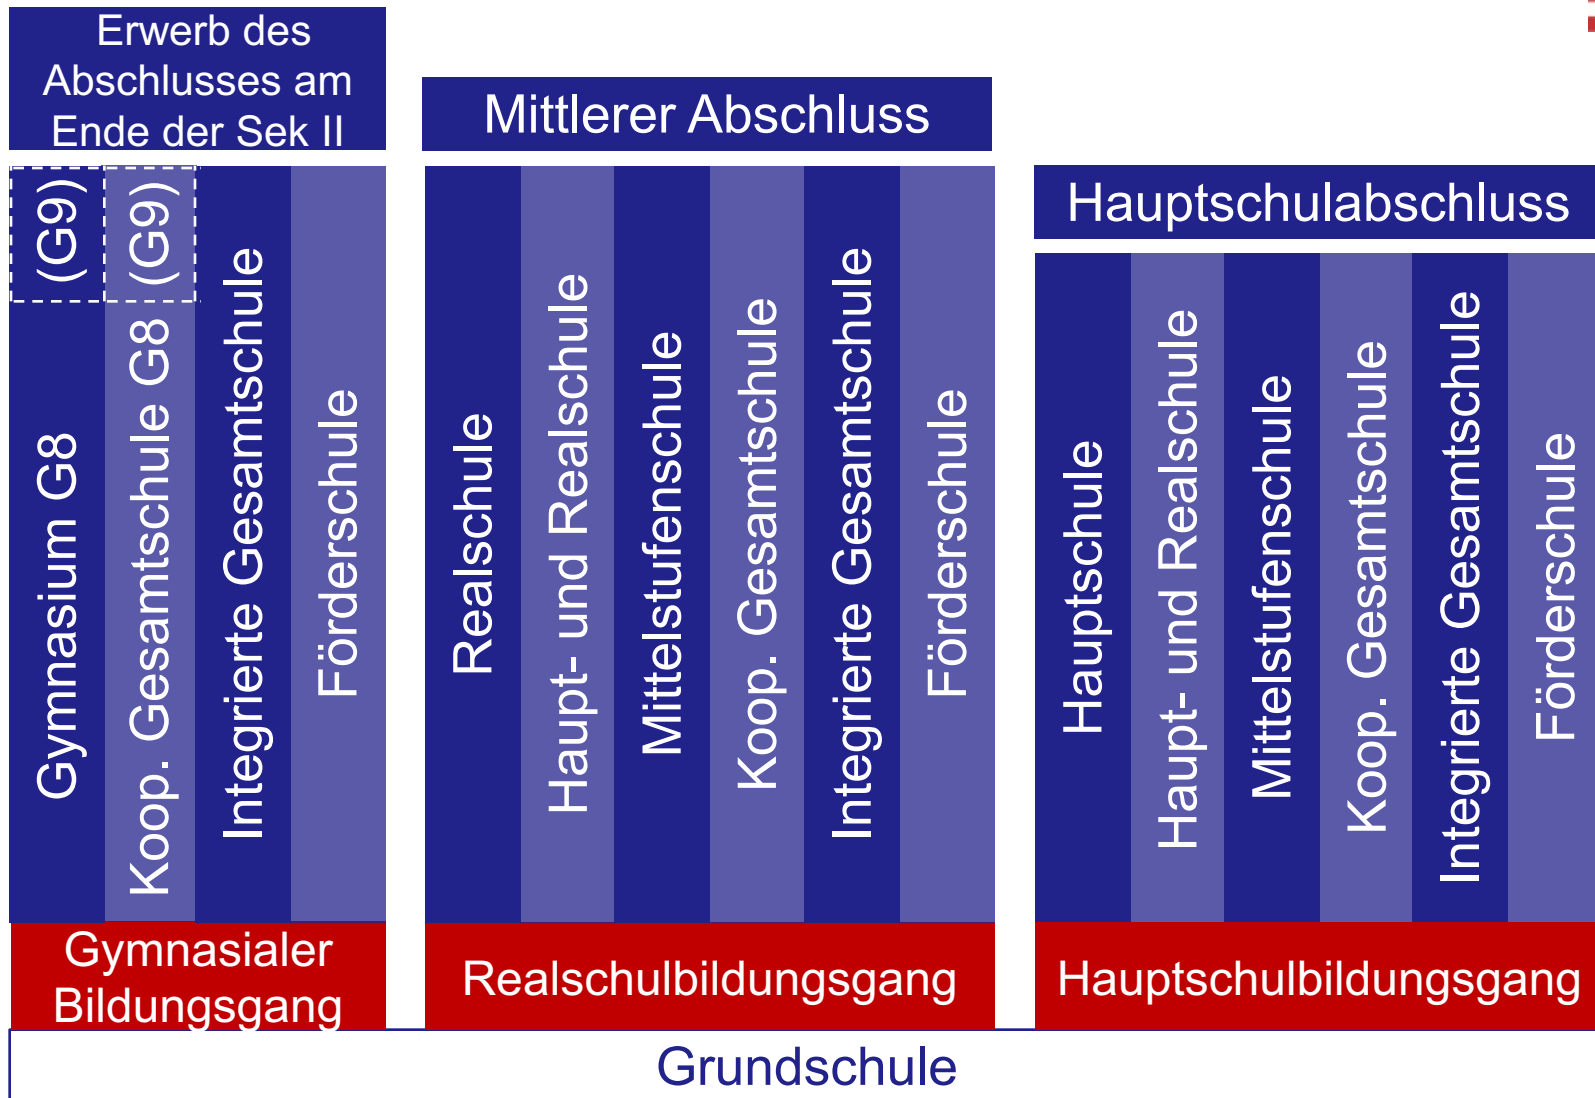 Erwerb des
Abschlusses am
Ende der Sek II
Mittlerer Abschluss
Hauptschulabschluss
(G9)
(G9)
Gymnasium G8
Koop. Gesamtschule G8
Integrierte Gesamtschule
Förderschule
Realschule
Haupt- und Realschule
Mittelstufenschule
Koop. Gesamtschule
Integrierte Gesamtschule
Förderschule
Hauptschule
Haupt- und Realschule
Mittelstufenschule
Koop. Gesamtschule
Integrierte Gesamtschule
Förderschule
Gymnasialer
Bildungsgang
Realschulbildungsgang
Hauptschulbildungsgang
Grundschule